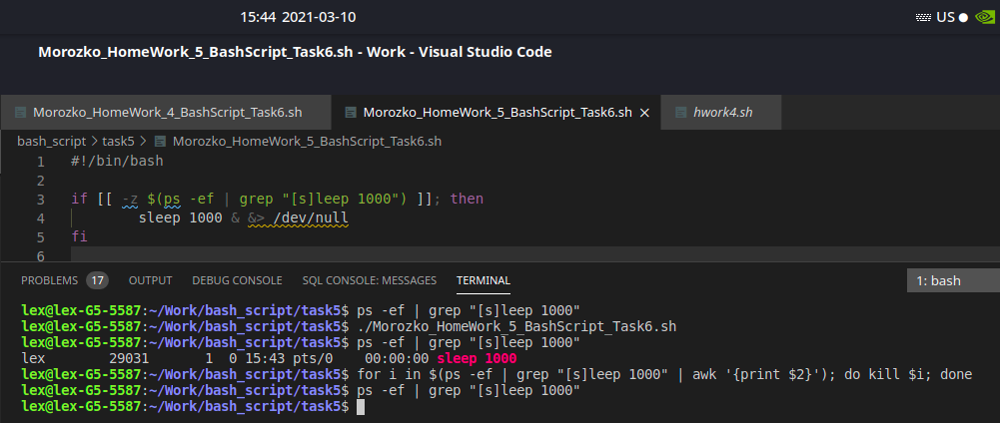 15:44 2021-03-10
US
Morozko_HomeWork_5_BashScript_Task6.sh - Work - Visual Studio Code
Morozko_HomeWork_4_BashScript_Task6.sh
Morozko_HomeWork_5_BashScript_Task6.sh ×
hwork4.sh
bash_script > task5 > Morozko_HomeWork_5_BashScript_Task6.sh
1 #!/bin/bash
2
3 if [[ -z $(ps -ef | grep "[s]leep 1000") ]]; then
4         sleep 1000 & &> /dev/null
5 fi
6
PROBLEMS 17 OUTPUT DEBUG CONSOLE SQL CONSOLE: MESSAGES TERMINAL 1: bash
lex@lex-G5-5587:~/Work/bash_script/task5$ ps -ef | grep "[s]leep 1000"
lex@lex-G5-5587:~/Work/bash_script/task5$ ./Morozko_HomeWork_5_BashScript_Task6.sh
lex@lex-G5-5587:~/Work/bash_script/task5$ ps -ef | grep "[s]leep 1000"
lex        29031       1  0 15:43 pts/0    00:00:00 sleep 1000
lex@lex-G5-5587:~/Work/bash_script/task5$ for i in $(ps -ef | grep "[s]leep 1000" | awk '{print $2}'); do kill $i; done
lex@lex-G5-5587:~/Work/bash_script/task5$ ps -ef | grep "[s]leep 1000"
lex@lex-G5-5587:~/Work/bash_script/task5$